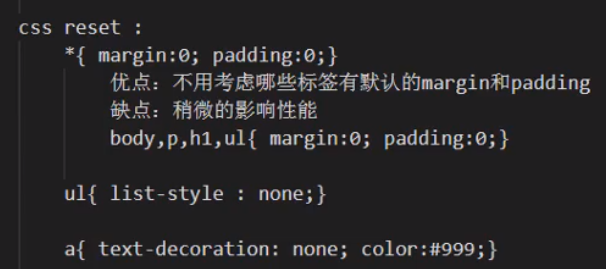 css reset :
*{ margin:0; padding:0;}
优点：不用考虑哪些标签有默认的margin和padding
缺点：稍微的影响性能
body,p,h1,ul{ margin:0; padding:0;}
ul{ list-style : none;}
a{ text-decoration: none; color:#999;}